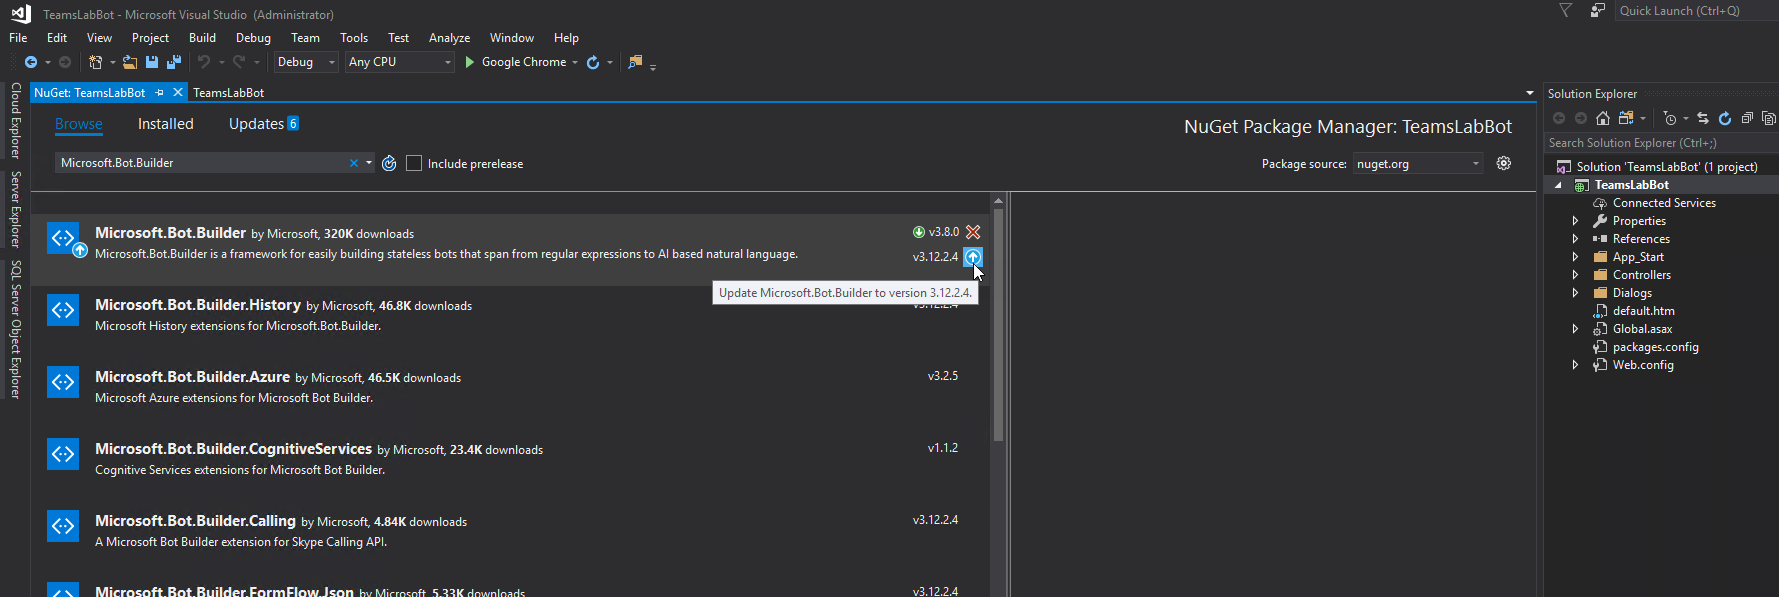 TeamsLabBot - Microsoft Visual Studio (Administrator)
Quick Launch (Ctrl+Q)
File Edit View Project Build Debug Team Tools Test Analyze Window Help
Debug Any CPU Google Chrome
Cloud Explorer
Server Explorer
SQL Server Object Explorer
NuGet: TeamsLabBot TeamsLabBot
Browse Installed Updates 6
NuGet Package Manager: TeamsLabBot
Microsoft.Bot.Builder Include prerelease
Package source: nuget.org
Microsoft.Bot.Builder by Microsoft, 320K downloads v3.8.0
Microsoft.Bot.Builder is a framework for easily building stateless bots that span from regular expressions to AI based natural language. v3.12.2.4
Update Microsoft.Bot.Builder to version 3.12.2.4.
Microsoft.Bot.Builder.History by Microsoft, 46.8K downloads v3.12.2.4
Microsoft History extensions for Microsoft.Bot.Builder.
Microsoft.Bot.Builder.Azure by Microsoft, 46.5K downloads v3.2.5
Microsoft Azure extensions for Microsoft Bot Builder.
Microsoft.Bot.Builder.CognitiveServices by Microsoft, 23.4K downloads v1.1.2
Cognitive Services extensions for Microsoft Bot Builder.
Microsoft.Bot.Builder.Calling by Microsoft, 4.84K downloads v3.12.2.4
A Microsoft Bot Builder extension for Skype Calling API.
Microsoft.Bot.Builder.FormFlow.Json by Microsoft, 5.33K downloads v3.12.2.4
Solution Explorer
Search Solution Explorer (Ctrl+;)
Solution 'TeamsLabBot' (1 project)
TeamsLabBot
Connected Services
Properties
References
App_Start
Controllers
Dialogs
default.htm
Global.asax
packages.config
Web.config